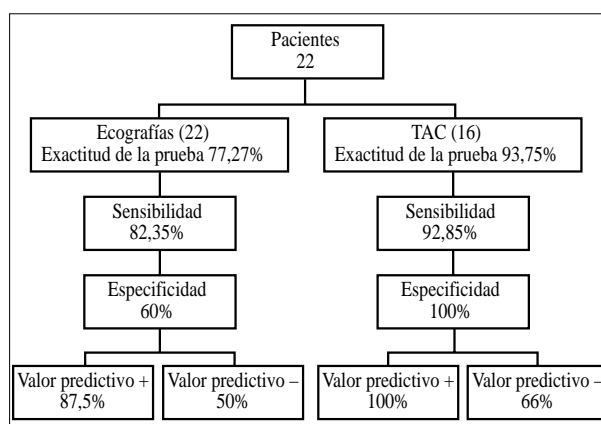 Pacientes
22
Ecografías (22)
Exactitud de la prueba 77,27%
TAC (16)
Exactitud de la prueba 93,75%
Sensibilidad
82,35%
Sensibilidad
92,85%
Especificidad
60%
Especificidad
100%
Valor predictivo +
87,5%
Valor predictivo –
50%
Valor predictivo +
100%
Valor predictivo –
66%